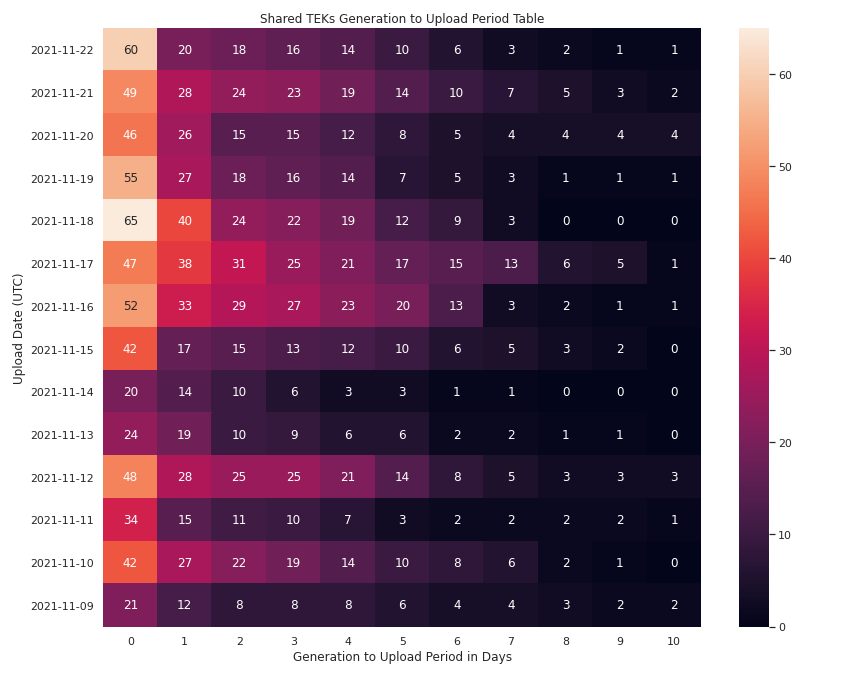 Shared TEKs Generation to Upload Period Table
Upload Date (UTC)
2021-11-22 60 20 18 16 14 10 6 3 2 1 1
2021-11-21 49 28 24 23 19 14 10 7 5 3 2
2021-11-20 46 26 15 15 12 8 5 4 4 4 4
2021-11-19 55 27 18 16 14 7 5 3 1 1 1
2021-11-18 65 40 24 22 19 12 9 3 0 0 0
2021-11-17 47 38 31 25 21 17 15 13 6 5 1
2021-11-16 52 33 29 27 23 20 13 3 2 1 1
2021-11-15 42 17 15 13 12 10 6 5 3 2 0
2021-11-14 20 14 10 6 3 3 1 1 0 0 0
2021-11-13 24 19 10 9 6 6 2 2 1 1 0
2021-11-12 48 28 25 25 21 14 8 5 3 3 3
2021-11-11 34 15 11 10 7 3 2 2 2 2 1
2021-11-10 42 27 22 19 14 10 8 6 2 1 0
2021-11-09 21 12 8 8 8 6 4 4 3 2 2
0 1 2 3 4 5 6 7 8 9 10
Generation to Upload Period in Days
60
50
40
30
20
10
0